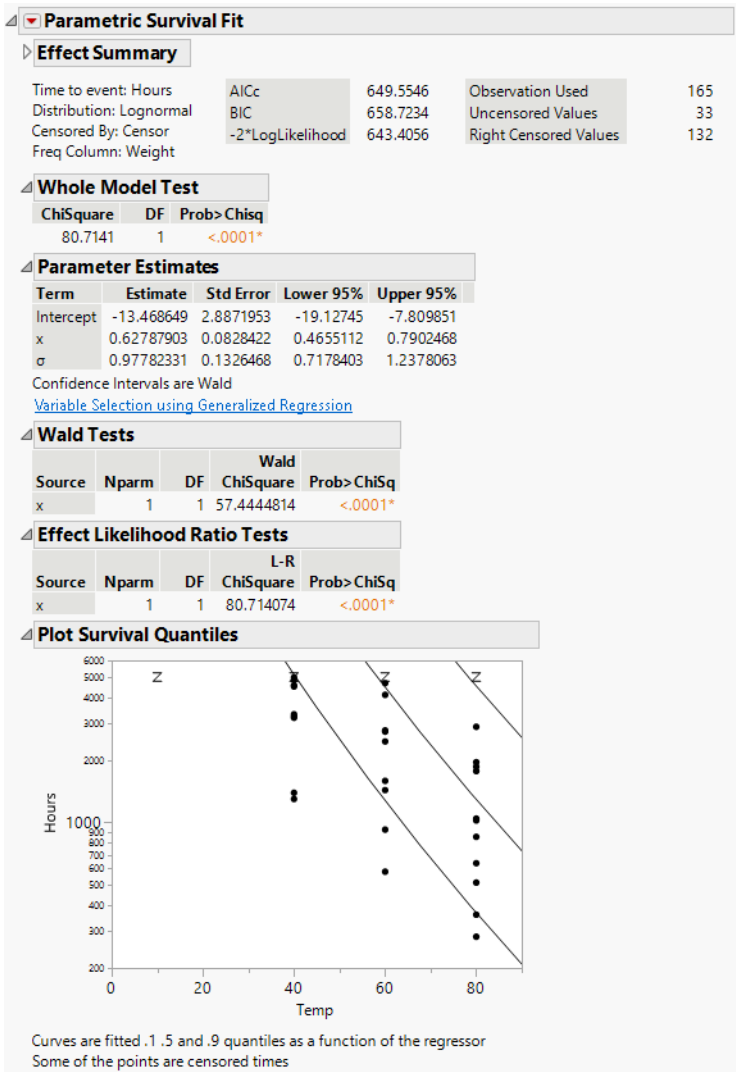 Parametric Survival Fit
Effect Summary
Time to event: Hours
Distribution: Lognormal
Censored By: Censor
Freq Column: Weight
AICc 649.5546
BIC 658.7234
-2*LogLikelihood 643.4056
Observation Used 165
Uncensored Values 33
Right Censored Values 132
Whole Model Test
ChiSquare DF Prob>Chisq
80.7141 1 <.0001*
Parameter Estimates
Term Estimate Std Error Lower 95% Upper 95%
Intercept -13.468649 2.8871953 -19.12745 -7.809851
x 0.62787903 0.0828422 0.4655112 0.7902468
σ 0.97782331 0.1326468 0.7178403 1.2378063
Confidence Intervals are Wald
Variable Selection using Generalized Regression
Wald Tests
Wald
Source Nparm DF ChiSquare Prob>ChiSq
x 1 1 57.4444814 <.0001*
Effect Likelihood Ratio Tests
L-R
Source Nparm DF ChiSquare Prob>ChiSq
x 1 1 80.714074 <.0001*
Plot Survival Quantiles
6000
5000
4000
3000
2000
1000
900
800
700
600
500
400
300
200
Hours
Z Z Z Z
0 20 40 60 80
Temp
Curves are fitted .1 .5 and .9 quantiles as a function of the regressor
Some of the points are censored times